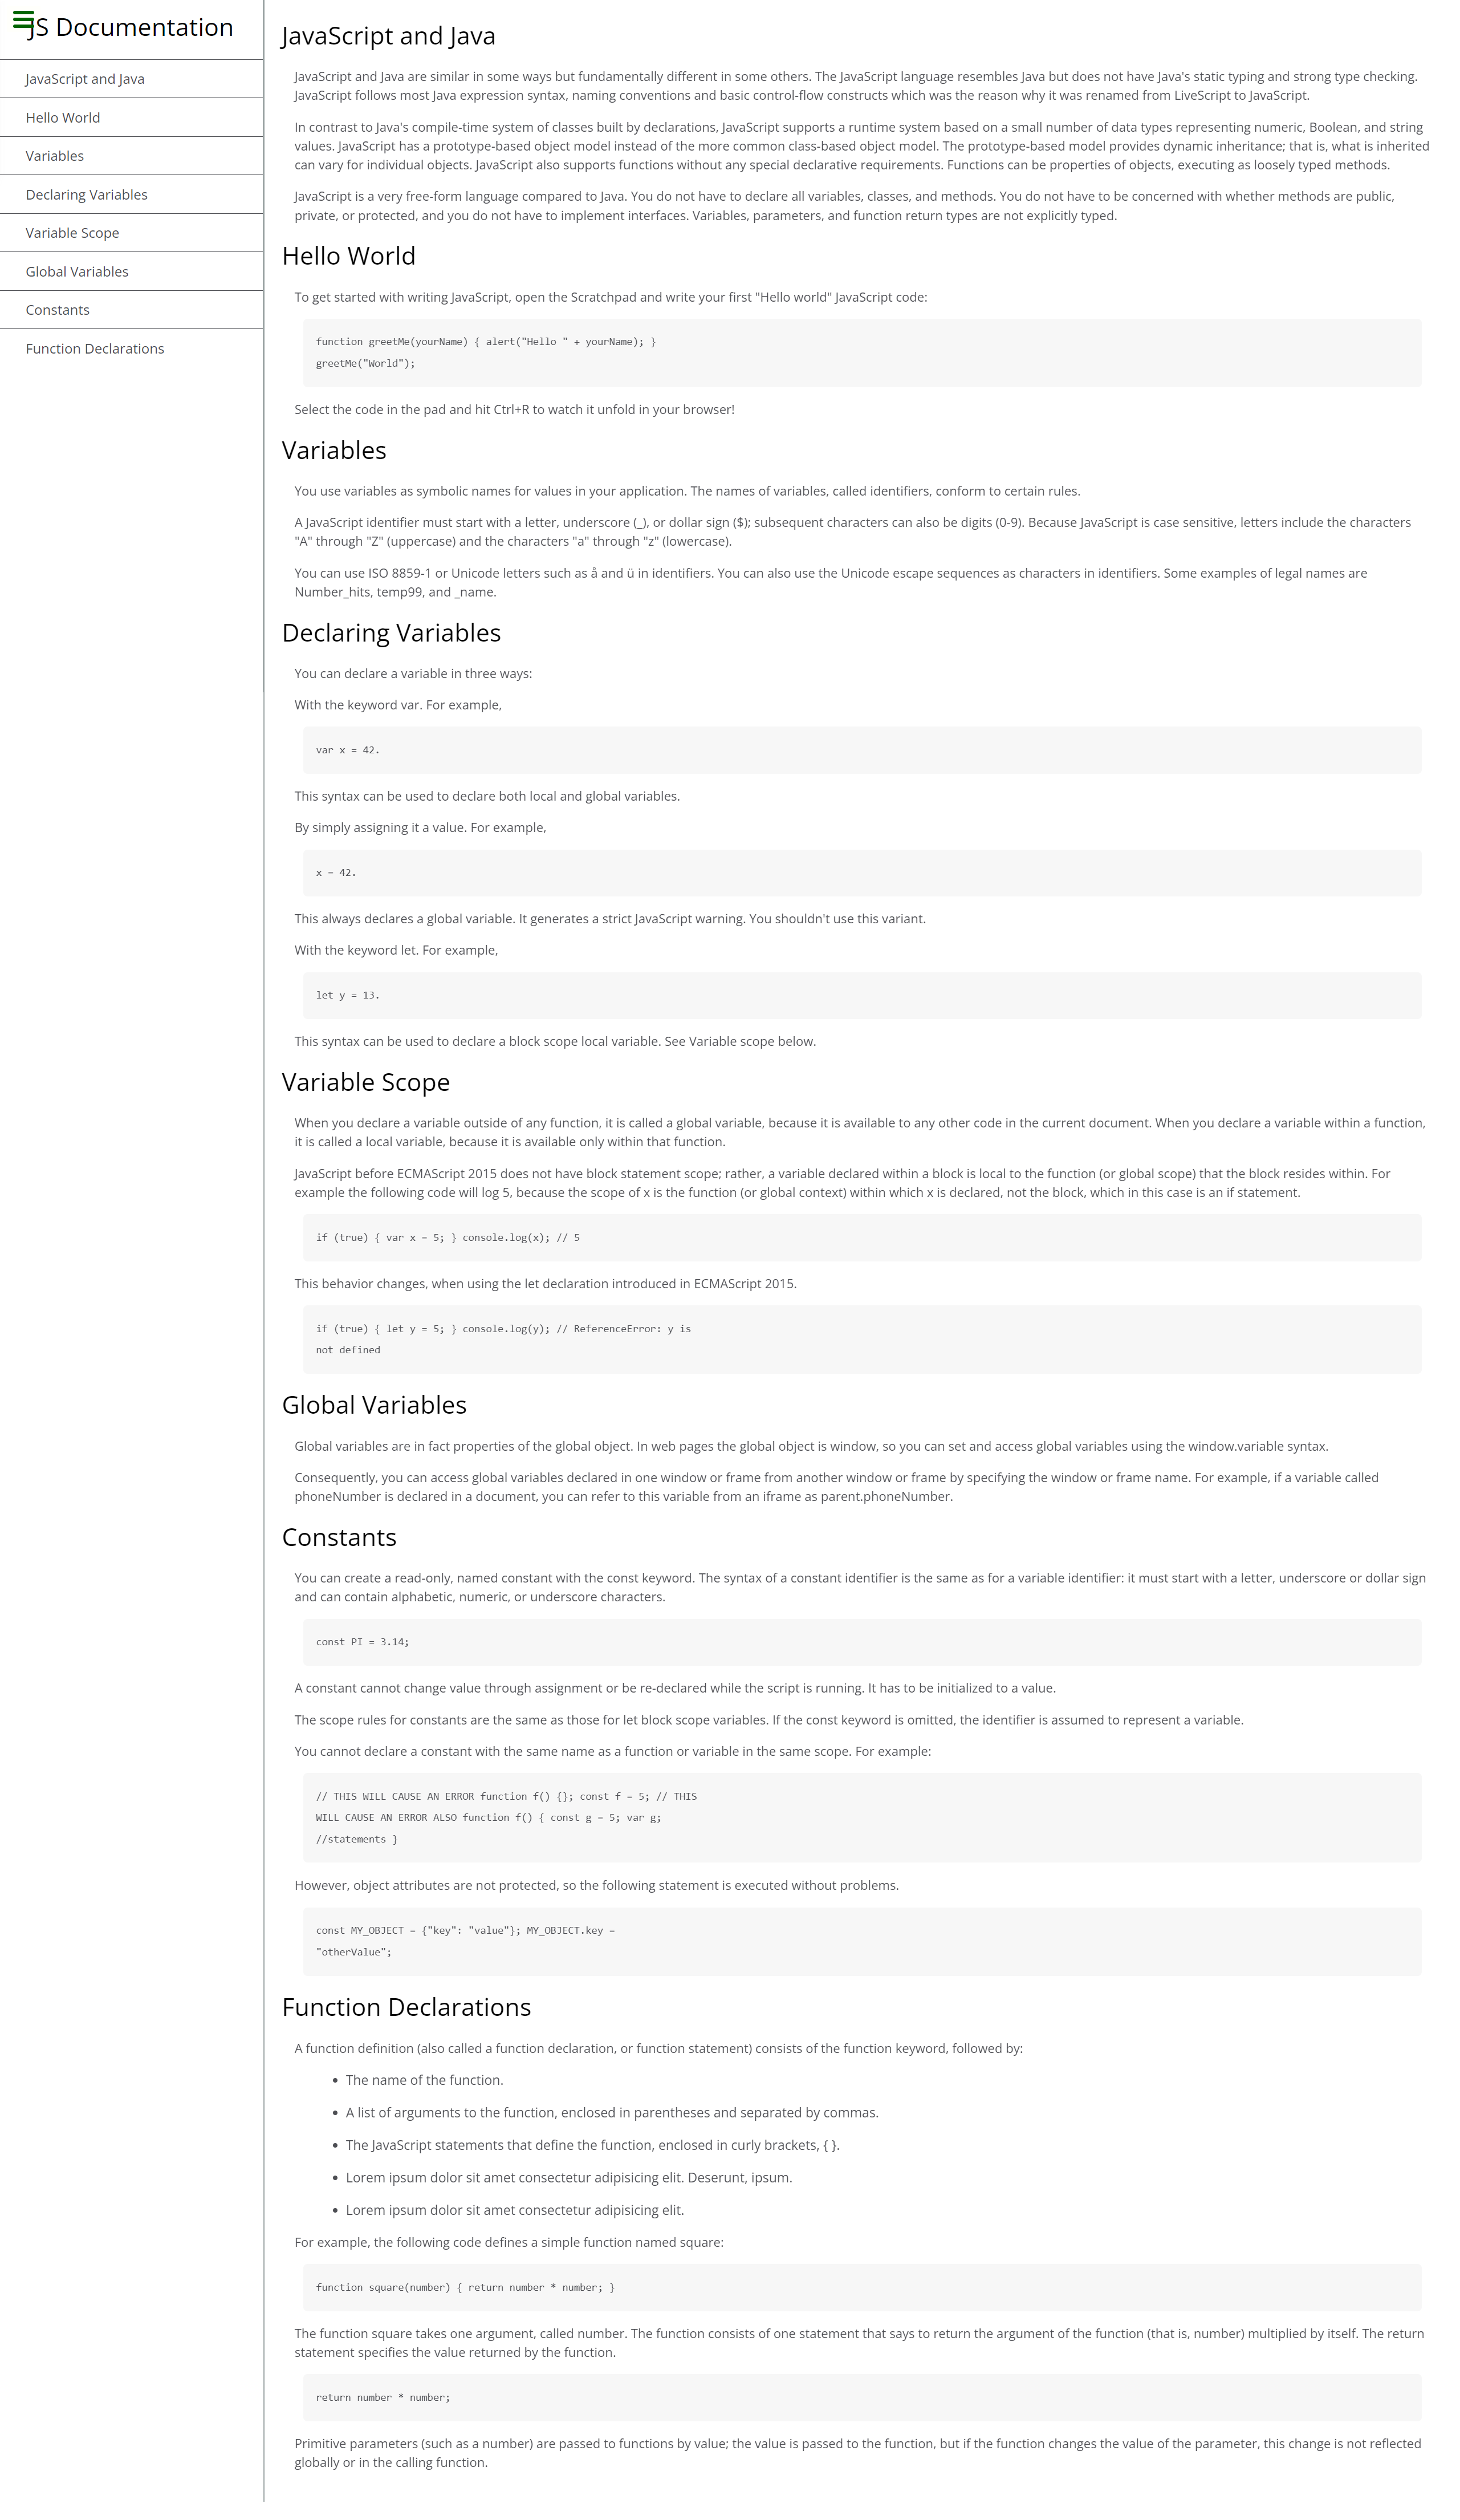 JS Documentation
JavaScript and Java
Hello World
Variables
Declaring Variables
Variable Scope
Global Variables
Constants
Function Declarations
JavaScript and Java
JavaScript and Java are similar in some ways but fundamentally different in some others. The JavaScript language resembles Java but does not have Java's static typing and strong type checking.
JavaScript follows most Java expression syntax, naming conventions and basic control-flow constructs which was the reason why it was renamed from LiveScript to JavaScript.
In contrast to Java's compile-time system of classes built by declarations, JavaScript supports a runtime system based on a small number of data types representing numeric, Boolean, and string
values. JavaScript has a prototype-based object model instead of the more common class-based object model. The prototype-based model provides dynamic inheritance; that is, what is inherited
can vary for individual objects. JavaScript also supports functions without any special declarative requirements. Functions can be properties of objects, executing as loosely typed methods.
JavaScript is a very free-form language compared to Java. You do not have to declare all variables, classes, and methods. You do not have to be concerned with whether methods are public,
private, or protected, and you do not have to implement interfaces. Variables, parameters, and function return types are not explicitly typed.
Hello World
To get started with writing JavaScript, open the Scratchpad and write your first "Hello world" JavaScript code:
function greetMe(yourName) { alert("Hello " + yourName); }
greetMe("World");
Select the code in the pad and hit Ctrl+R to watch it unfold in your browser!
Variables
You use variables as symbolic names for values in your application. The names of variables, called identifiers, conform to certain rules.
A JavaScript identifier must start with a letter, underscore (_), or dollar sign ($); subsequent characters can also be digits (0-9). Because JavaScript is case sensitive, letters include the characters
"A" through "Z" (uppercase) and the characters "a" through "z" (lowercase).
You can use ISO 8859-1 or Unicode letters such as å and ü in identifiers. You can also use the Unicode escape sequences as characters in identifiers. Some examples of legal names are
Number_hits, temp99, and _name.
Declaring Variables
You can declare a variable in three ways:
With the keyword var. For example,
var x = 42.
This syntax can be used to declare both local and global variables.
By simply assigning it a value. For example,
x = 42.
This always declares a global variable. It generates a strict JavaScript warning. You shouldn't use this variant.
With the keyword let. For example,
let y = 13.
This syntax can be used to declare a block scope local variable. See Variable scope below.
Variable Scope
When you declare a variable outside of any function, it is called a global variable, because it is available to any other code in the current document. When you declare a variable within a function,
it is called a local variable, because it is available only within that function.
JavaScript before ECMAScript 2015 does not have block statement scope; rather, a variable declared within a block is local to the function (or global scope) that the block resides within. For
example the following code will log 5, because the scope of x is the function (or global context) within which x is declared, not the block, which in this case is an if statement.
if (true) { var x = 5; } console.log(x); // 5
This behavior changes, when using the let declaration introduced in ECMAScript 2015.
if (true) { let y = 5; } console.log(y); // ReferenceError: y is
not defined
Global Variables
Global variables are in fact properties of the global object. In web pages the global object is window, so you can set and access global variables using the window.variable syntax.
Consequently, you can access global variables declared in one window or frame from another window or frame by specifying the window or frame name. For example, if a variable called
phoneNumber is declared in a document, you can refer to this variable from an iframe as parent.phoneNumber.
Constants
You can create a read-only, named constant with the const keyword. The syntax of a constant identifier is the same as for a variable identifier: it must start with a letter, underscore or dollar sign
and can contain alphabetic, numeric, or underscore characters.
const PI = 3.14;
A constant cannot change value through assignment or be re-declared while the script is running. It has to be initialized to a value.
The scope rules for constants are the same as those for let block scope variables. If the const keyword is omitted, the identifier is assumed to represent a variable.
You cannot declare a constant with the same name as a function or variable in the same scope. For example:
// THIS WILL CAUSE AN ERROR function f() {}; const f = 5; // THIS
WILL CAUSE AN ERROR ALSO function f() { const g = 5; var g;
//statements }
However, object attributes are not protected, so the following statement is executed without problems.
const MY_OBJECT = {"key": "value"}; MY_OBJECT.key =
"otherValue";
Function Declarations
A function definition (also called a function declaration, or function statement) consists of the function keyword, followed by:
• The name of the function.
• A list of arguments to the function, enclosed in parentheses and separated by commas.
• The JavaScript statements that define the function, enclosed in curly brackets, { }.
• Lorem ipsum dolor sit amet consectetur adipisicing elit. Deserunt, ipsum.
• Lorem ipsum dolor sit amet consectetur adipisicing elit.
For example, the following code defines a simple function named square:
function square(number) { return number * number; }
The function square takes one argument, called number. The function consists of one statement that says to return the argument of the function (that is, number) multiplied by itself. The return
statement specifies the value returned by the function.
return number * number;
Primitive parameters (such as a number) are passed to functions by value; the value is passed to the function, but if the function changes the value of the parameter, this change is not reflected
globally or in the calling function.